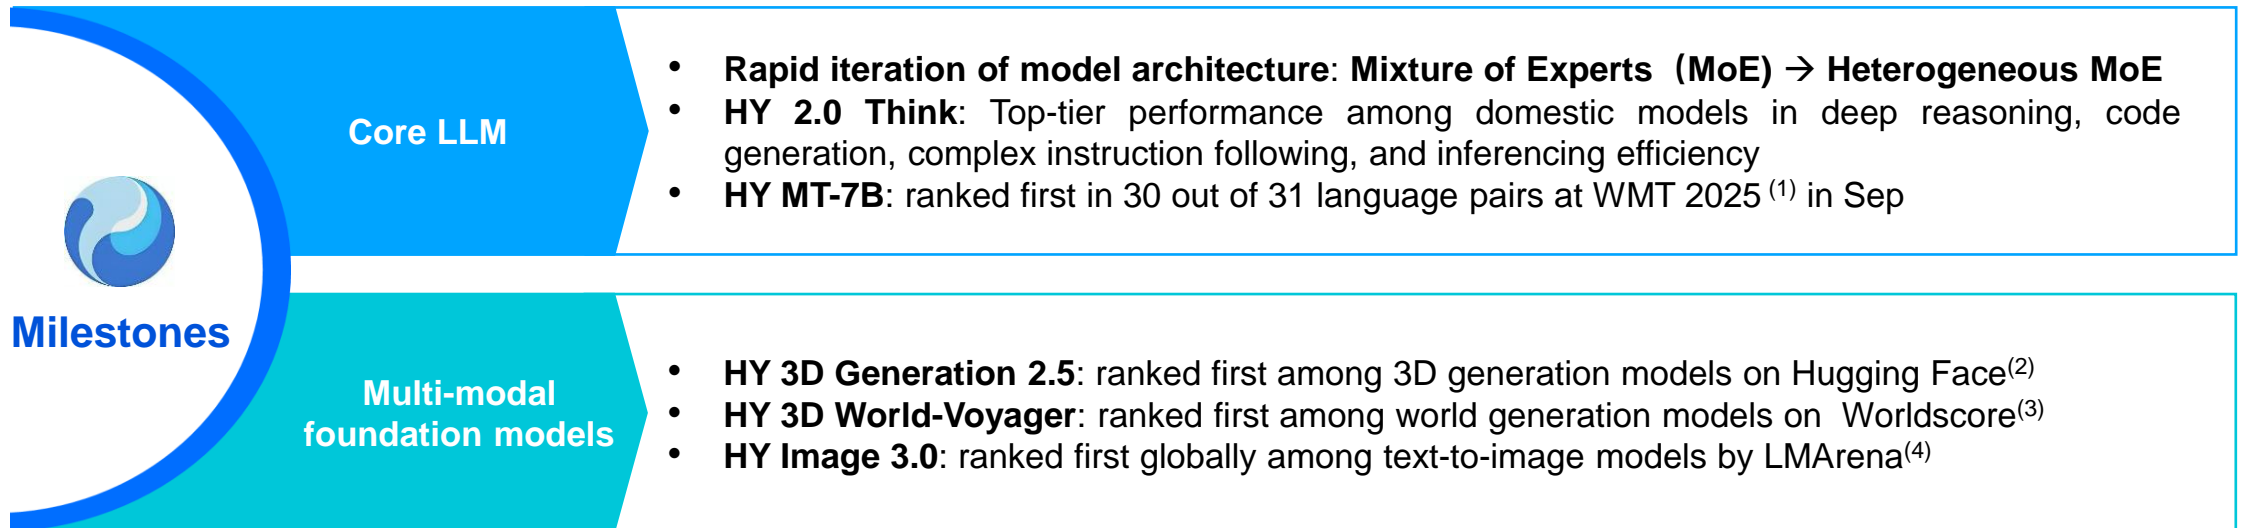 Milestones
Core LLM
• Rapid iteration of model architecture: Mixture of Experts（MoE) → Heterogeneous MoE
• HY 2.0 Think: Top-tier performance among domestic models in deep reasoning, code
generation, complex instruction following, and inferencing efficiency
• HY MT-7B: ranked first in 30 out of 31 language pairs at WMT 2025 (1) in Sep
Multi-modal
foundation models
• HY 3D Generation 2.5: ranked first among 3D generation models on Hugging Face(2)
• HY 3D World-Voyager: ranked first among world generation models on Worldscore(3)
• HY Image 3.0: ranked first globally among text-to-image models by LMArena(4)